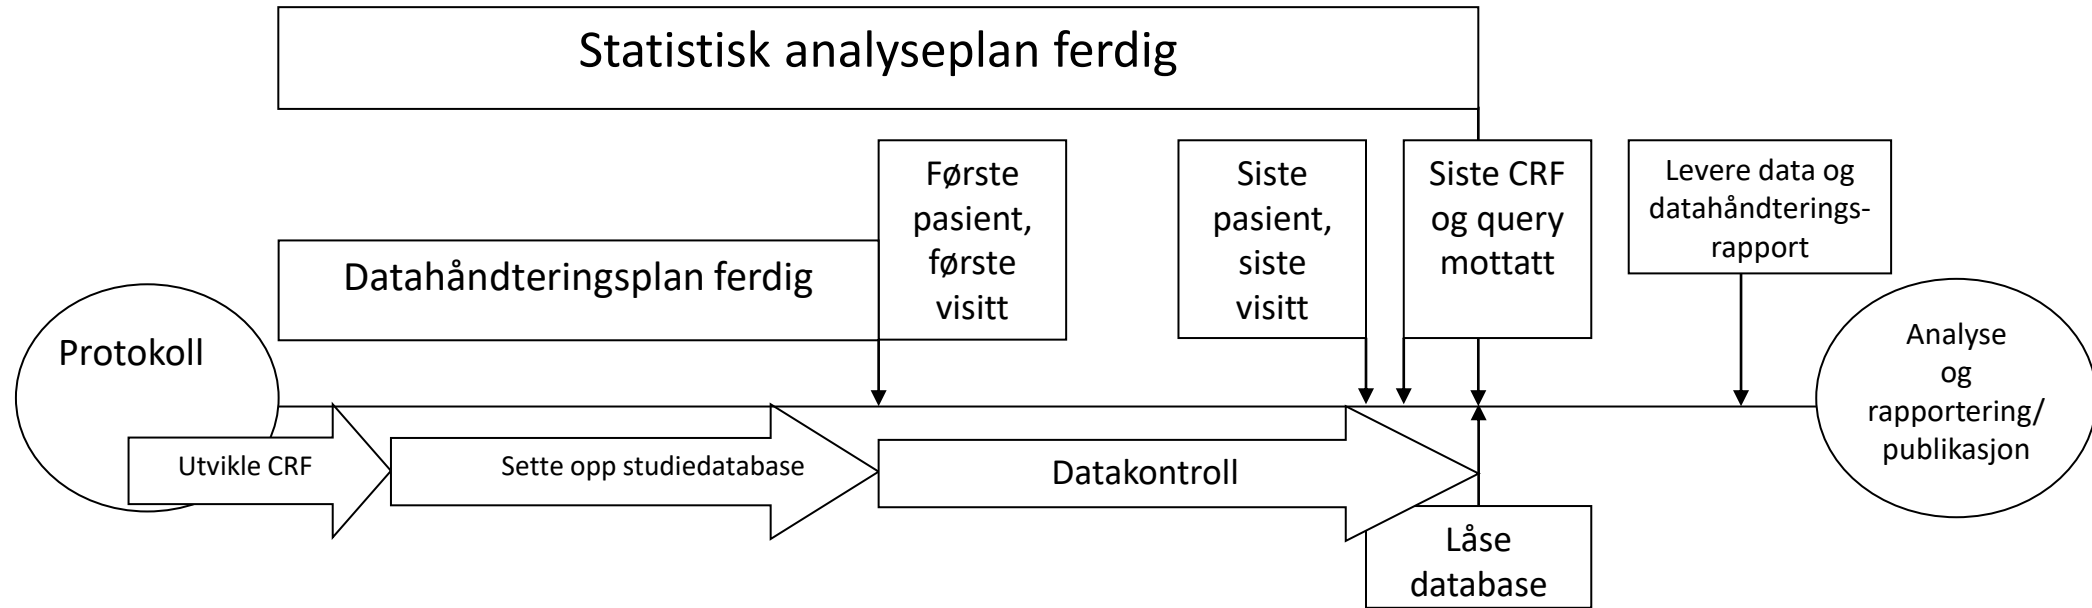 Statistisk analyseplan ferdig
Første
pasient,
første
visitt
Siste
pasient,
siste
visitt
Siste CRF
og query
mottatt
Levere data og
datahåndterings-
rapport
Datahåndteringsplan ferdig
Protokoll
Analyse
og
rapportering/
publikasjon
Utvikle CRF
Sette opp studiedatabase
Datakontroll
Låse
database